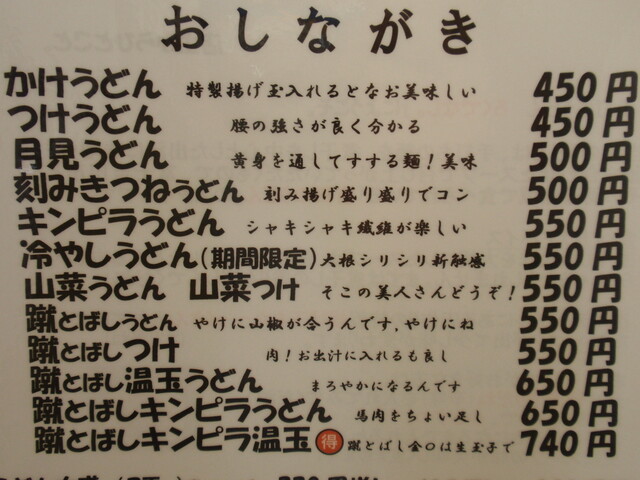 おしながき
かけうどん 特製揚げ玉入れるとなお美味しい 450円
つけうどん 腰の強さが良く分かる 450円
月見うどん 黄身を通してすする麺!美味 500円
刻みきつねうどん 刻み揚げ盛り盛りでコン 500円
キンピラうどん シャキシャキ繊維が楽しい 550円
冷やしうどん(期間限定) 大根シリシリ新触感 550円
山菜うどん 山菜つけ そこの美人さんどうぞ! 550円
蹴とばしうどん やけに山椒が合うんです,やけにね 550円
蹴とばしつけ 肉!お出汁に入れるも良し 550円
蹴とばし温玉うどん まろやかになるんです 650円
蹴とばしキンピラうどん 馬肉をちょい足し 650円
蹴とばしキンピラ温玉 得 蹴とばし金〇は生玉子で 740円